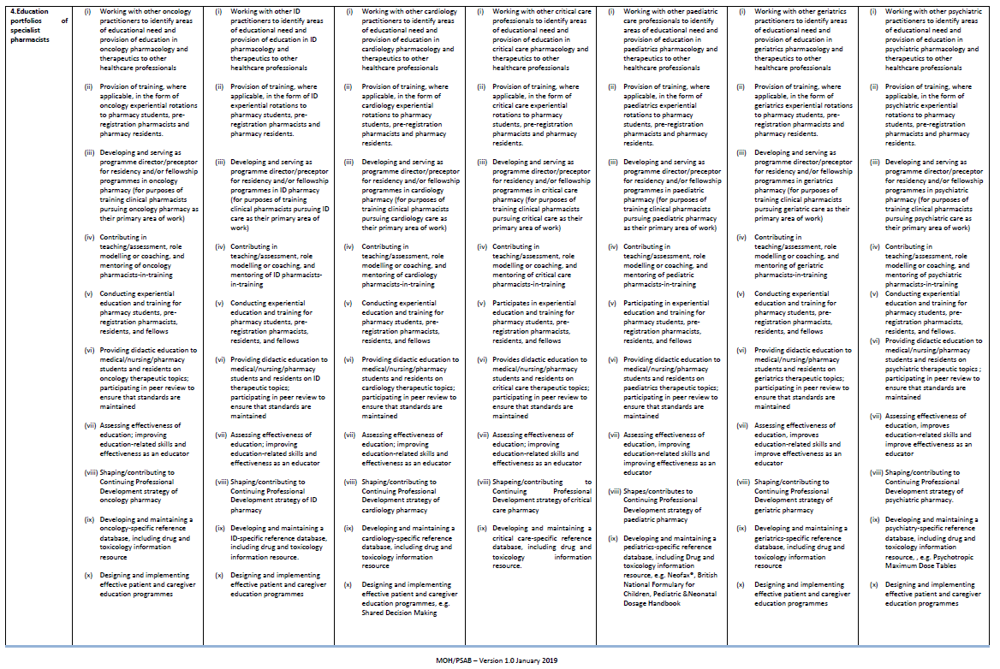 4.Education
portfolios of
specialist
pharmacists
(i) Working with other oncology
practitioners to identify areas
of educational need and
provision of education in
oncology pharmacology and
therapeutics to other
healthcare professionals
(ii) Provision of training, where
applicable, in the form of
oncology experiential rotations
to pharmacy students, pre-
registration pharmacists and
pharmacy residents.
(iii) Developing and serving as
programme director/preceptor
for residency and/or fellowship
programmes in oncology
pharmacy (for purposes of
training clinical pharmacists
pursuing oncology pharmacy as
their primary area of work)
(iv) Contributing in
teaching/assessment, role
modelling or coaching, and
mentoring of oncology
pharmacists-in-training
(v) Conducting experiential
education and training for
pharmacy students, pre-
registration pharmacists,
residents, and fellows
(vi) Providing didactic education to
medical/nursing/pharmacy
students and residents on
oncology therapeutic topics;
participating in peer review to
ensure that standards are
maintained
(vii) Assessing effectiveness of
education; improving
education-related skills and
effectiveness as an educator
(viii) Shaping/contributing to
Continuing Professional
Development strategy of
oncology pharmacy
(ix) Developing and maintaining a
oncology-specific reference
database, including drug and
toxicology information
resource
(x) Designing and implementing
effective patient and caregiver
education programmes
(i) Working with other ID
practitioners to identify areas
of educational need and
provision of education in ID
pharmacology and
therapeutics to other
healthcare professionals
(ii) Provision of training, where
applicable, in the form of ID
experiential rotations to
pharmacy students, pre-
registration pharmacists and
pharmacy residents.
(iii) Developing and serving as
programme director/preceptor
for residency and/or fellowship
programmes in ID pharmacy
(for purposes of training
clinical pharmacists pursuing ID
care as their primary area of
work)
(iv) Contributing in
teaching/assessment, role
modelling or coaching, and
mentoring of ID pharmacists-
in-training
(v) Conducting experiential
education and training for
pharmacy students, pre-
registration pharmacists,
residents, and fellows
(vi) Providing didactic education to
medical/nursing/pharmacy
students and residents on ID
therapeutic topics;
participating in peer review to
ensure that standards are
maintained
(vii) Assessing effectiveness of
education; improving
education-related skills and
effectiveness as an educator
(viii) Shaping/contributing to
Continuing Professional
Development strategy of ID
pharmacy
(ix) Developing and maintaining a
ID-specific reference database,
including drug and toxicology
information resource.
(x) Designing and implementing
effective patient and caregiver
education programmes
(i) Working with other cardiology
practitioners to identify areas
of educational need and
provision of education in
cardiology pharmacology and
therapeutics to other
healthcare professionals
(ii) Provision of training, where
applicable, in the form of
cardiology experiential
rotations to pharmacy
students, pre-registration
pharmacists and pharmacy
residents.
(iii) Developing and serving as
programme director/preceptor
for residency and/or fellowship
programmes in cardiology
pharmacy (for purposes of
training clinical pharmacists
pursuing cardiology care as
their primary area of work)
(iv) Contributing in
teaching/assessment, role
modelling or coaching, and
mentoring of cardiology
pharmacists-in-training
(v) Conducting experiential
education and training for
pharmacy students, pre-
registration pharmacists,
residents, and fellows
(vi) Providing didactic education to
medical/nursing/pharmacy
students and residents on
cardiology therapeutic topics;
participating in peer review to
ensure that standards are
maintained
(vii) Assessing effectiveness of
education; improving
education-related skills and
effectiveness as an educator
(viii) Shaping/contributing to
Continuing Professional
Development strategy of
cardiology pharmacy
(ix) Developing and maintaining a
cardiology-specific reference
database, including drug and
toxicology information
resource
(x) Designing and implementing
effective patient and caregiver
education programmes, e.g.
Shared Decision Making
(i) Working with other critical care
professionals to identify areas
of educational need and
provision of education in
critical care pharmacology and
therapeutics to other
healthcare professionals
(ii) Provision of training, where
applicable, in the form of
critical care experiential
rotations to pharmacy
students, pre-registration
pharmacists and pharmacy
residents.
(iii) Developing and serving as
programme director/preceptor
for residency and/or fellowship
programmes in critical care
pharmacy (for purposes of
training clinical pharmacists
pursuing critical care as their
primary area of work)
(iv) Contributing in
teaching/assessment, role
modelling or coaching, and
mentoring of critical care
pharmacists-in-training
(v) Participates in experiential
education and training for
pharmacy students, pre-
registration pharmacists,
residents, and fellows
(vi) Provides didactic education to
medical/nursing/pharmacy
students and residents on
critical care therapeutic topics;
participating in peer review to
ensure that standards are
maintained
(vii) Assessing effectiveness of
education; improving
education-related skills and
effectiveness as an educator
(viii) Shapeing/contributing to
Continuing Professional
Development strategy of critical
care pharmacy
(ix) Developing and maintaining a
critical care-specific reference
database, including drug and
toxicology information
resource.
(i) Working with other paediatric
care professionals to identify
areas of educational need and
provision of education in
paediatrics pharmacology and
therapeutics to other
healthcare professionals
(ii) Provision of training, where
applicable, in the form of
paediatrics experiential
rotations to pharmacy
students, pre-registration
pharmacists and pharmacy
residents.
(iii) Developing and serving as
programme director/preceptor
for residency and/or fellowship
programmes in paediatric
pharmacy (for purposes of
training clinical pharmacists
pursuing paediatric pharmacy
as their primary area of work)
(iv) Contributing in
teaching/assessment, role
modelling or coaching, and
mentoring of pediatric
pharmacists-in-training
(v) Participating in experiential
education and training for
pharmacy students, pre-
registration pharmacists,
residents, and fellows
(vi) Providing didactic education to
medical/nursing/pharmacy
students and residents on
paediatrics therapeutic topics;
participating in peer review to
ensure that standards are
maintained
(vii) Assessing effectiveness of
education, improving
education-related skills and
improving effectiveness as an
educator
(viii) Shapes/contributes to
Continuing Professional
Development strategy of
paediatric pharmacy
(ix) Developing and maintaining a
pediatrics-specific reference
database, including Drug and
toxicology information
resource, e.g. Neofax®, British
National Formulary for
Children, Pediatric &Neonatal
Dosage Handbook
(i) Working with other geriatrics
practitioners to identify areas
of educational need and
provision of education in
geriatrics pharmacology and
therapeutics to other
healthcare professionals
(ii) Provision of training, where
applicable, in the form of
geriatrics experiential rotations
to pharmacy students, pre-
registration pharmacists and
pharmacy residents.
(iii) Developing and serving as
programme director/preceptor
for residency and/or fellowship
programmes in geriatrics
pharmacy (for purposes of
training clinical pharmacists
pursuing geriatric care as their
primary area of work)
(iv) Contributing in
teaching/assessment, role
modelling or coaching, and
mentoring of geriatric
pharmacists-in-training
(v) Conducting experiential
education and training for
pharmacy students, pre-
registration pharmacists,
residents, and fellows
(vi) Providing didactic education to
medical/nursing/pharmacy
students and residents on
geriatrics therapeutic topics;
participating in peer review to
ensure that standards are
maintained
(vii) Assessing effectiveness of
education, improves
education-related skills and
improve effectiveness as an
educator
(viii) Shaping/contributing to
Continuing Professional
Development strategy of
geriatric pharmacy
(ix) Developing and maintaining a
geriatrics-specific reference
database, including drug and
toxicology information
resource
(x) Designing and implementing
effective patient and caregiver
education programmes
(i) Working with other psychiatric
practitioners to identify areas
of educational need and
provision of education in
psychiatric pharmacology and
therapeutics to other
healthcare professionals
(ii) Provision of training, where
applicable, in the form of
psychiatric experiential
rotations to pharmacy
students, pre-registration
pharmacists and pharmacy
residents.
(iii) Developing and serving as
programme director/preceptor
for residency and/or fellowship
programmes in psychiatric
pharmacy (for purposes of
training clinical pharmacists
pursuing psychiatric care as
their primary area of work)
(iv) Contributing in
teaching/assessment, role
modelling or coaching, and
mentoring of psychiatric
pharmacists-in-training
(v) Conducting experiential
education and training for
pharmacy students, pre-
registration pharmacists,
residents, and fellows.
(vi) Providing didactic education to
medical/nursing/pharmacy
students and residents on
psychiatric therapeutic topics ;
participating in peer review to
ensure that standards are
maintained
(vii) Assessing effectiveness of
education, improves
education-related skills and
improve effectiveness as an
educator
(viii) Shaping/contributing to
Continuing Professional
Development strategy of
psychiatric pharmacy.
(ix) Developing and maintaining a
psychiatry-specific reference
database, including drug and
toxicology information
resource, , e.g. Psychotropic
Maximum Dose Tables
(x) Designing and implementing
effective patient and caregiver
education programmes
MOH/PSAB – Version 1.0 January 2019